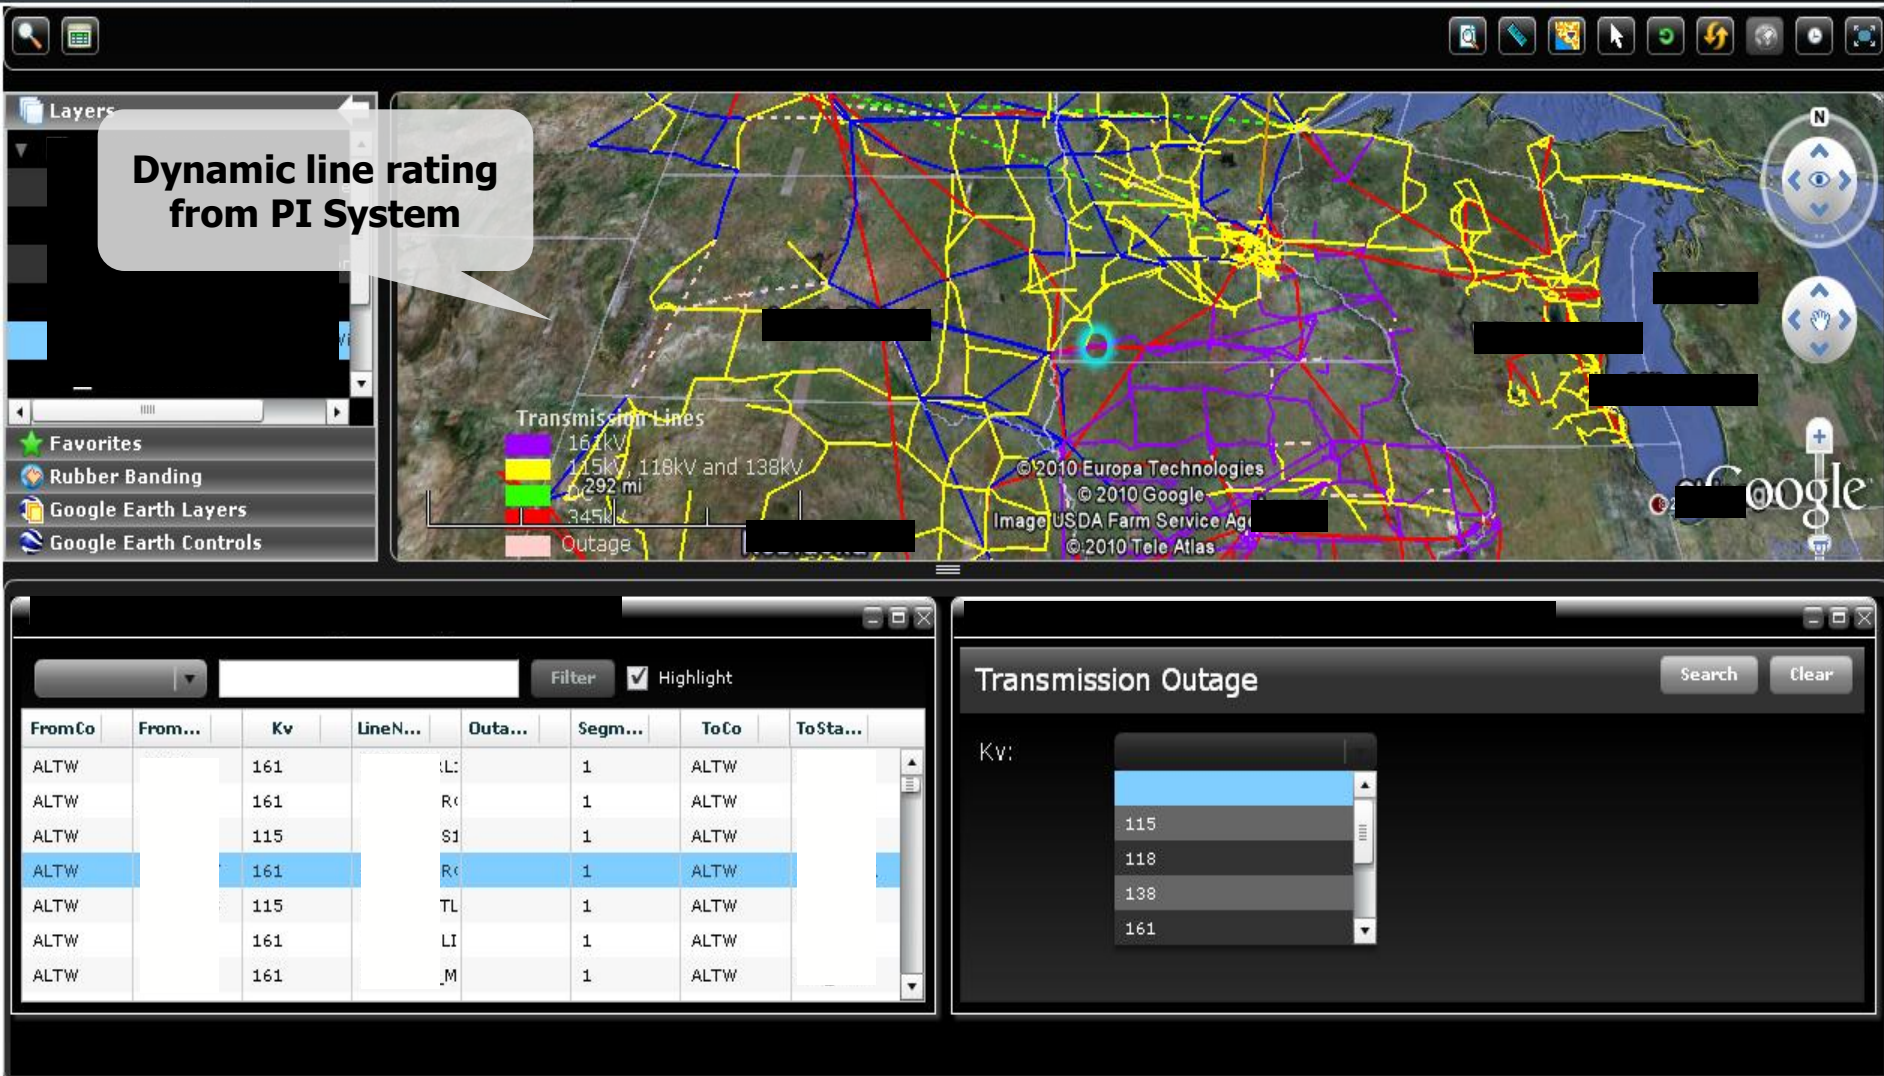 Layers
Dynamic line rating
from PI System
N
Transmission Lines
161kV
115kV, 118kV and 138kV
292 mi
345kV
Outage
© 2010 Europa Technologies
© 2010 Google
Image USDA Farm Service
© 2010 Tele Atlas
Google
Favorites
Rubber Banding
Google Earth Layers
Google Earth Controls
Filter
Highlight
FromCo From... Kv LineN... Outa... Segm... ToCo ToSta...
ALTW 161 1 ALTW
ALTW 161 1 ALTW
ALTW 115 1 ALTW
ALTW 161 1 ALTW
ALTW 115 TL 1 ALTW
ALTW 161 LI 1 ALTW
ALTW 161 _M 1 ALTW
Transmission Outage
Search
Clear
Kv:
115
118
138
161